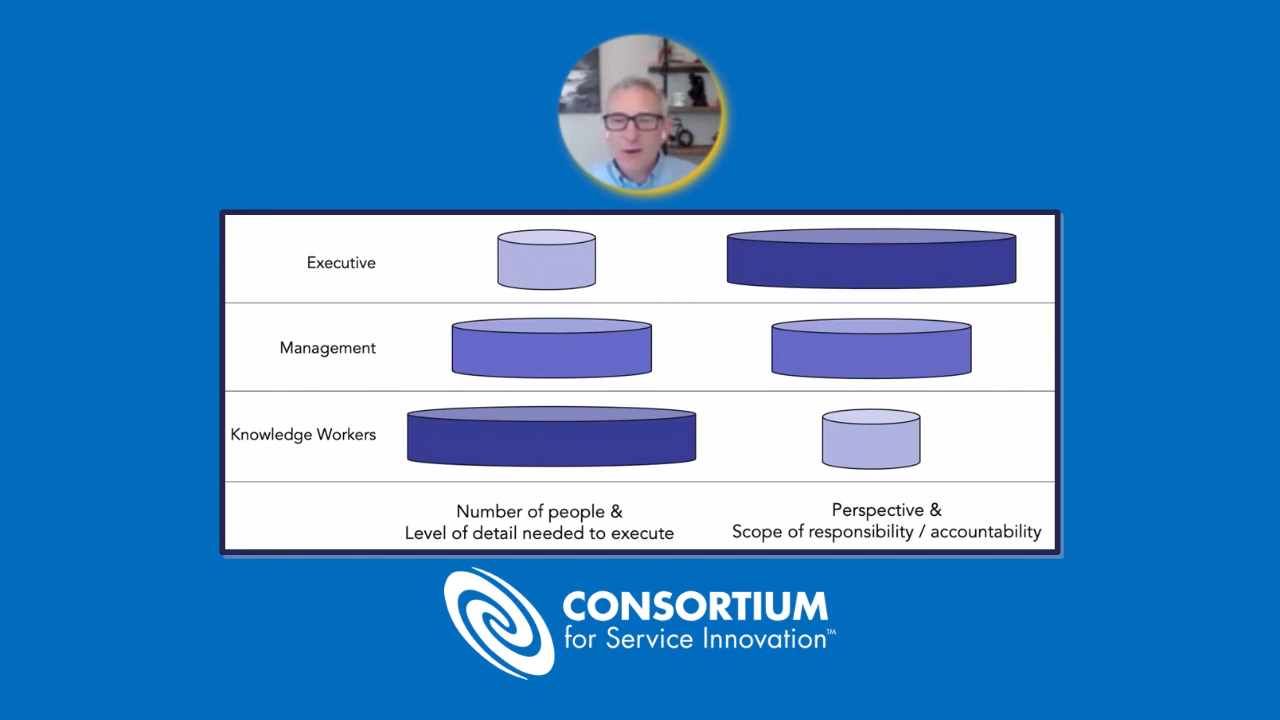 Executive
Management
Knowledge Workers
Number of people &
Level of detail needed to execute
Perspective &
Scope of responsibility / accountability
CONSORTIUM
for Service Innovation™